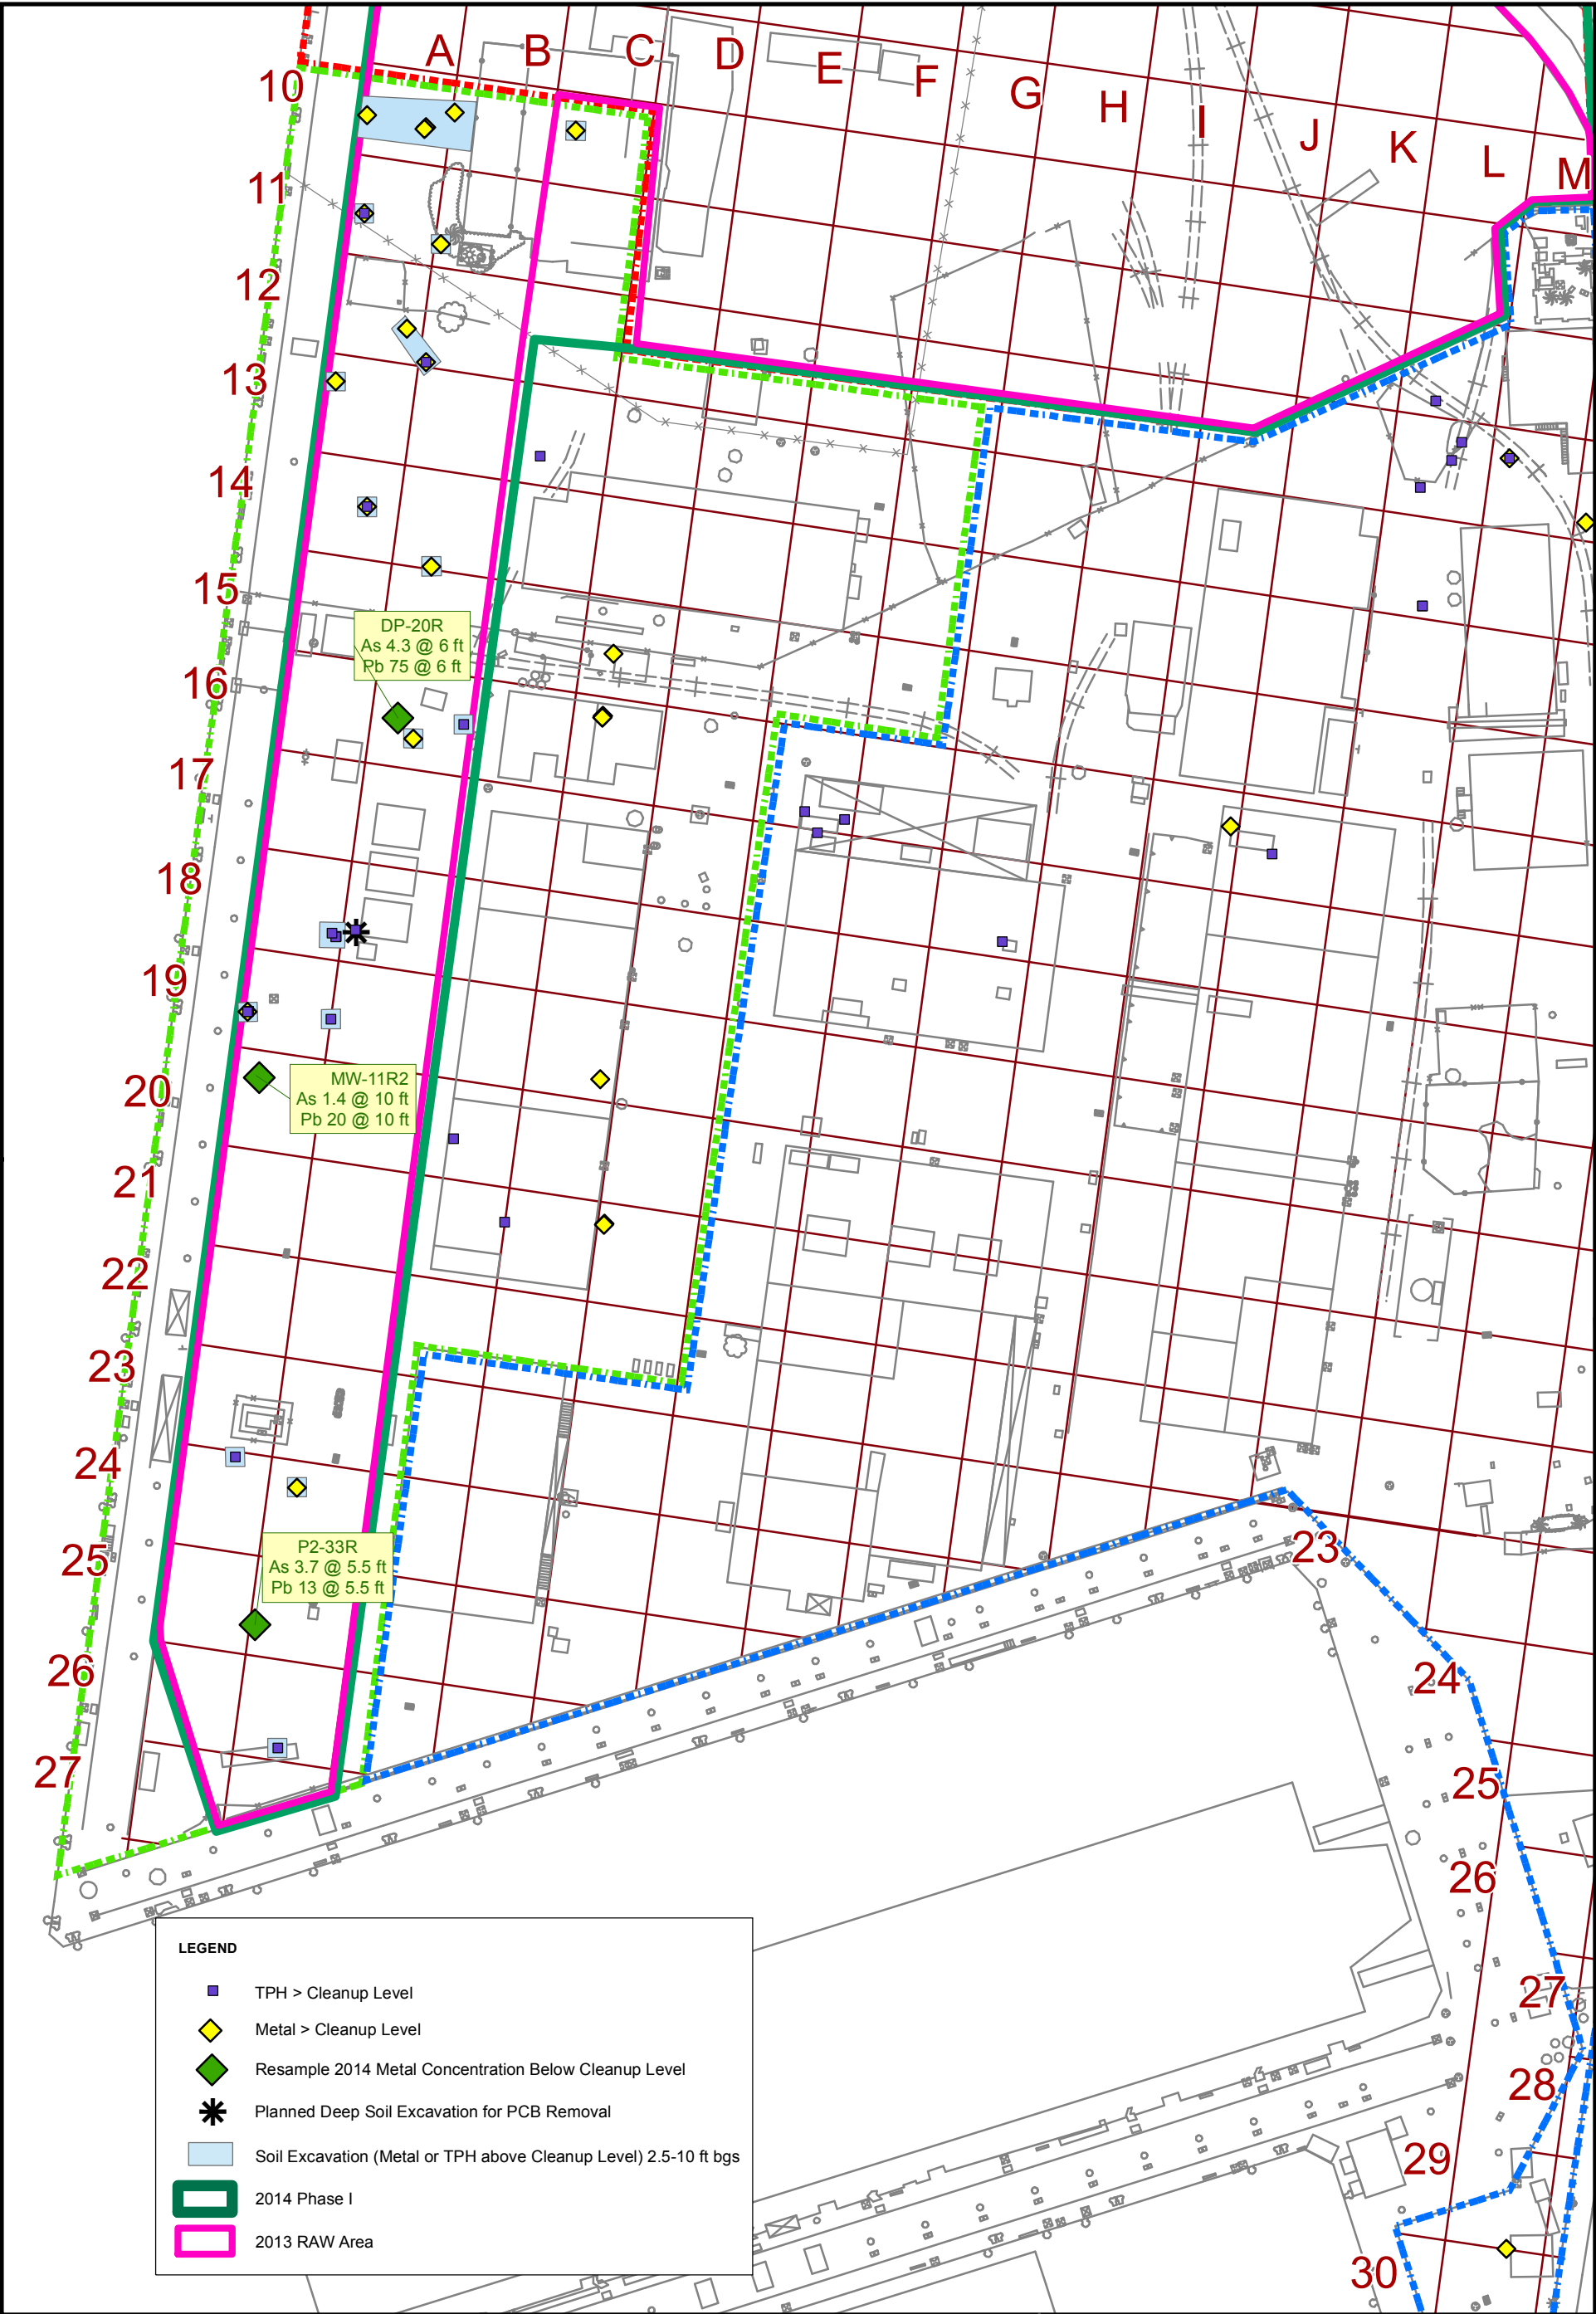 A
B
C
D
E
F
G
H
I
J
K
L
M
10
11
12
13
14
15
16
17
18
19
20
21
22
23
24
25
26
27
DP-20R
As 4.3 @ 6 ft
Pb 75 @ 6 ft
MW-11R2
As 1.4 @ 10 ft
Pb 20 @ 10 ft
P2-33R
As 3.7 @ 5.5 ft
Pb 13 @ 5.5 ft
23
24
25
26
27
28
29
30
LEGEND
TPH > Cleanup Level
Metal > Cleanup Level
Resample 2014 Metal Concentration Below Cleanup Level
Planned Deep Soil Excavation for PCB Removal
Soil Excavation (Metal or TPH above Cleanup Level) 2.5-10 ft bgs
2014 Phase I
2013 RAW Area